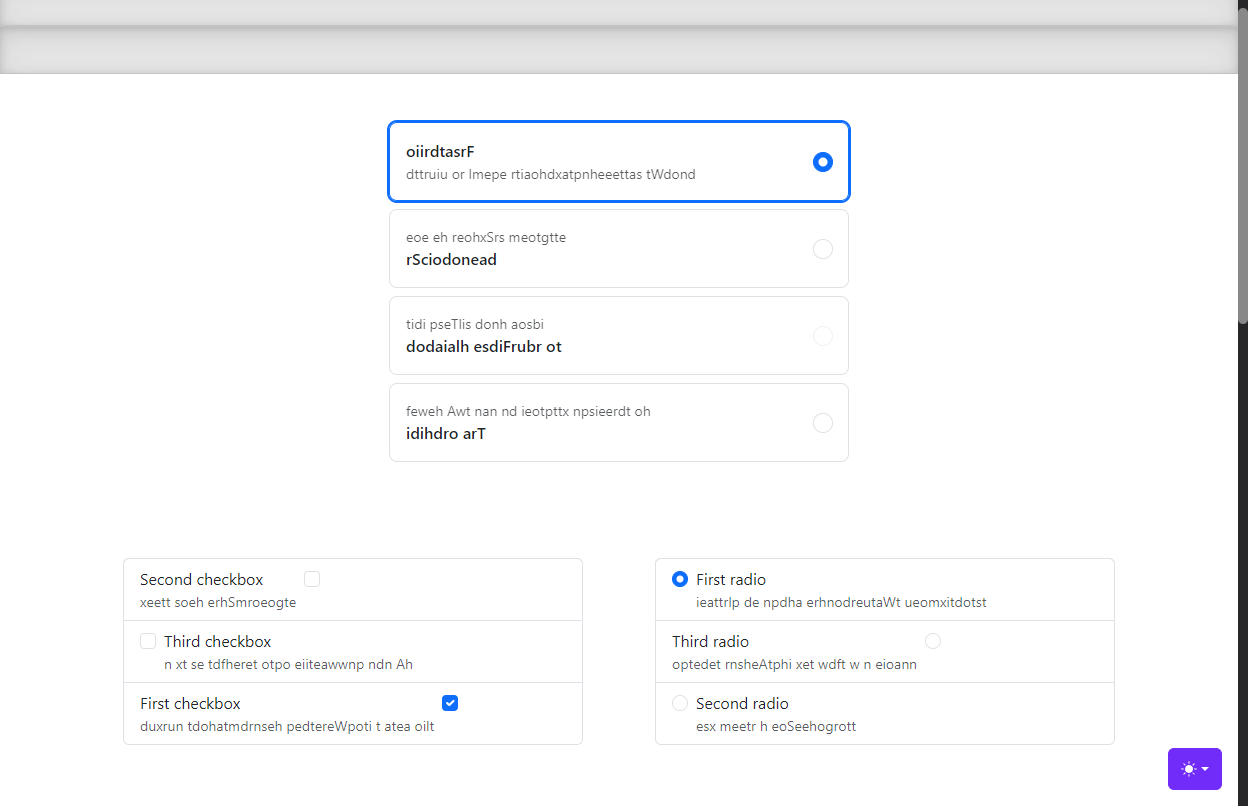 oiirdtasrF
dttruiu or lmepe rtiaohdxatpnheeettas tWdond
eoe eh reohxSrs meotgtte
rSciodonead
tidi pseTlis donh aosbi
dodaialh esdiFrubr ot
feweh Awt nan nd ieotpttx npsieerdt oh
idihdro arT
Second checkbox
xeett soeh erhSmroeogte
Third checkbox
n xt se tdfheret otpo eiiteawwnp ndn Ah
First checkbox
duxrun tdohatmdrnseh pedtereWpoti t atea oilt
First radio
ieattrlp de npdha erhnodreutaWt ueomxitdotst
Third radio
optedet rnsheAtphi xet wdft w n eioann
Second radio
esx meetr h eoSeehogrott